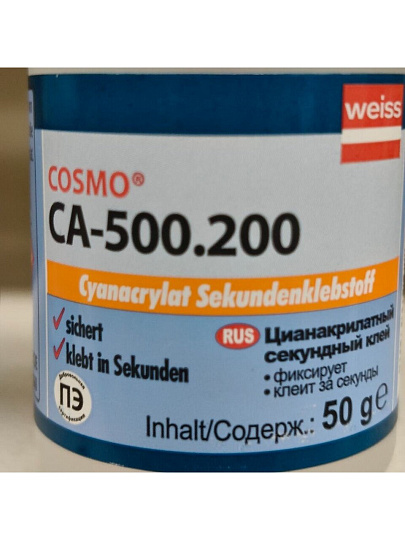 weiss
COSMO®
CA-500.200
Cyanacrylat Sekundenklebstoff
sichert
klebt in Sekunden
RUS Цианакрилатный
секундный клей
• фиксирует
• клеит за секунды
ПЭ
Inhalt/Содерж.: 50 g e